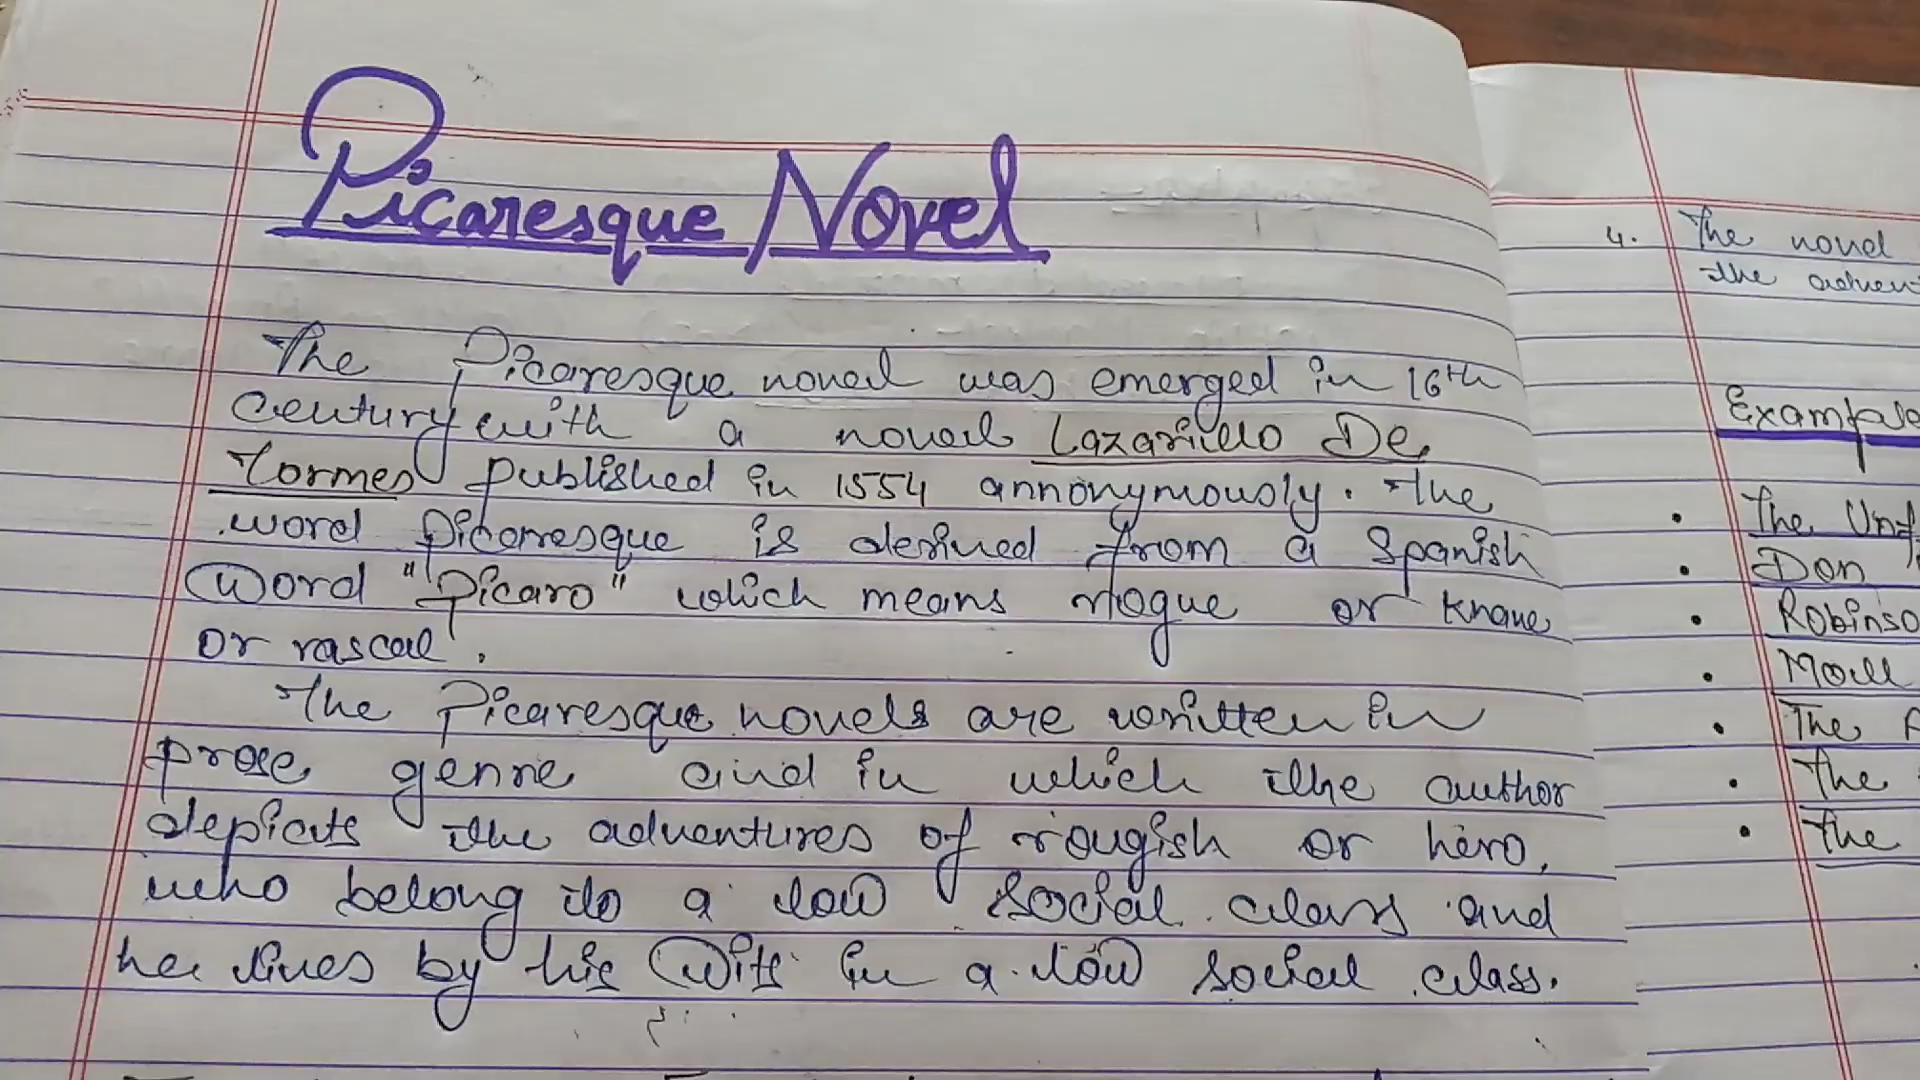 Picaresque Novel
The Picaresque novel was emerged in 16th
century with a novel Lazarillo De
Tormes published in 1554 annonymously. The
word picaresque is derived from a Spanish
word "Picaro" which means rogue or knave
or rascal.
The Picaresque novels are written in
prose genre and in which the author
depicts the adventures of rougish or hero,
who belong to a low social class and
he lives by his wits in a low social class.
4. The novel
the
Example
• The
• Don
• 
• Moll
• The
• The
• The